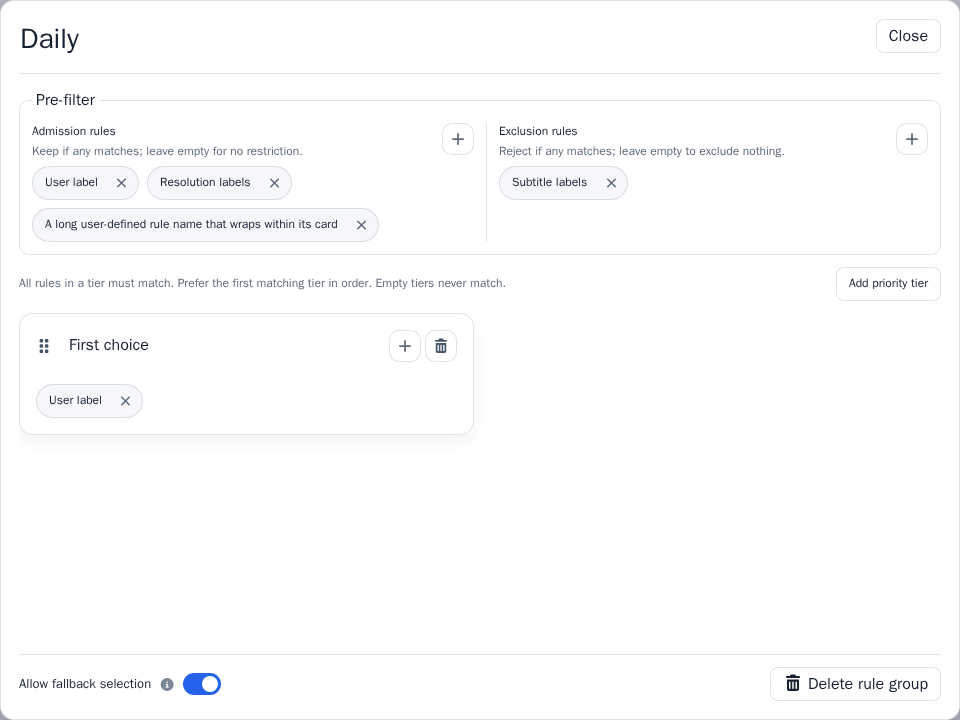 Daily
Close
Pre-filter
Admission rules
Keep if any matches; leave empty for no restriction.
User label
Resolution labels
A long user-defined rule name that wraps within its card
Exclusion rules
Reject if any matches; leave empty to exclude nothing.
Subtitle labels
All rules in a tier must match. Prefer the first matching tier in order. Empty tiers never match.
Add priority tier
First choice
User label
Allow fallback selection
Delete rule group